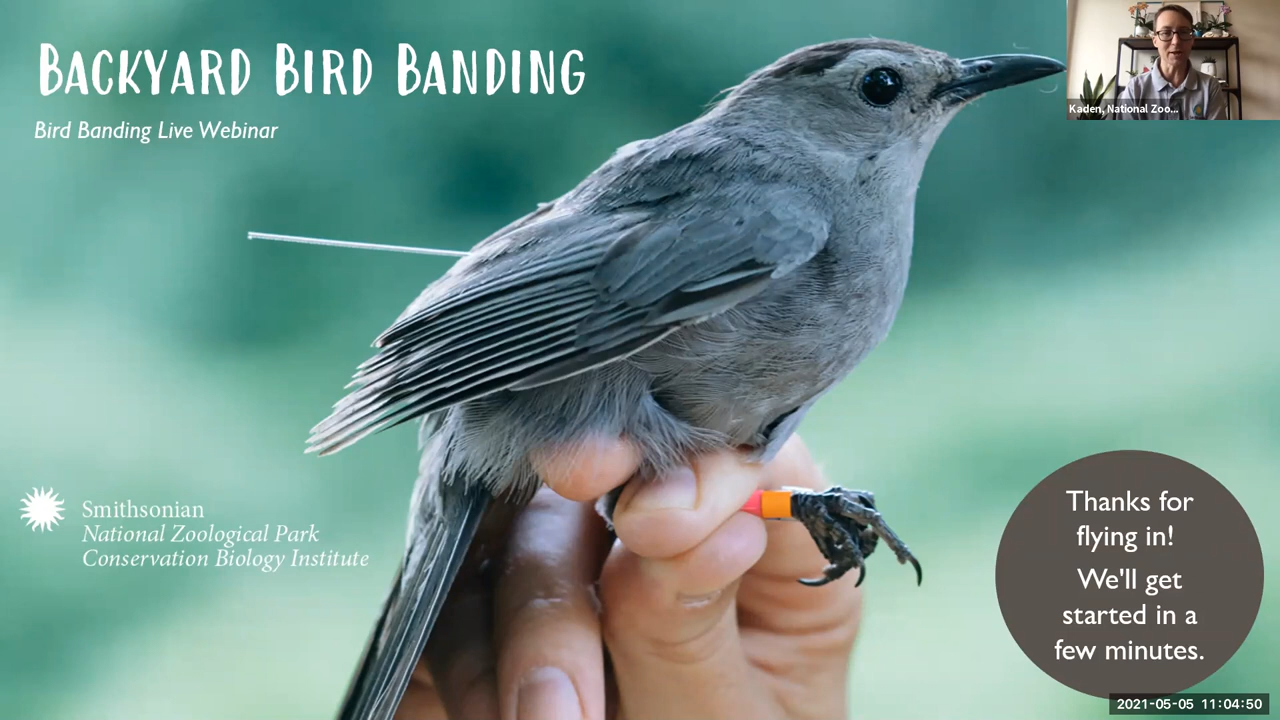 BACKYARD BIRD BANDING
Bird Banding Live Webinar
Kaden, National Zoo...
Smithsonian
National Zoological Park
Conservation Biology Institute
Thanks for
flying in!
We'll get
started in a
few minutes.
2021-05-05 11:04:50